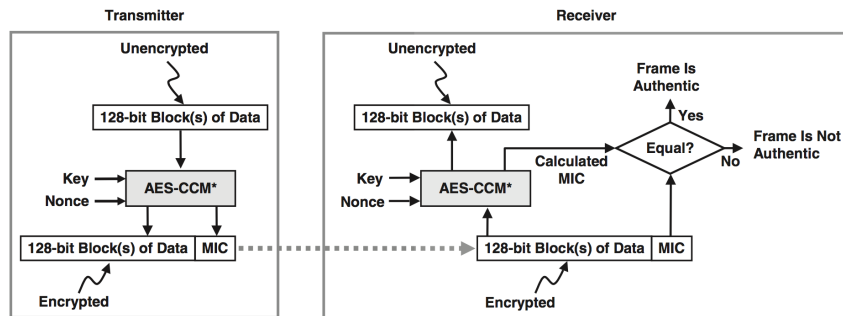 Transmitter
Unencrypted
128-bit Block(s) of Data
Key
Nonce
AES-CCM*
128-bit Block(s) of Data
MIC
Encrypted
Receiver
Unencrypted
128-bit Block(s) of Data
Key
Nonce
AES-CCM*
Calculated
MIC
Frame Is
Authentic
Yes
Equal?
No
Frame Is Not
Authentic
128-bit Block(s) of Data
MIC
Encrypted